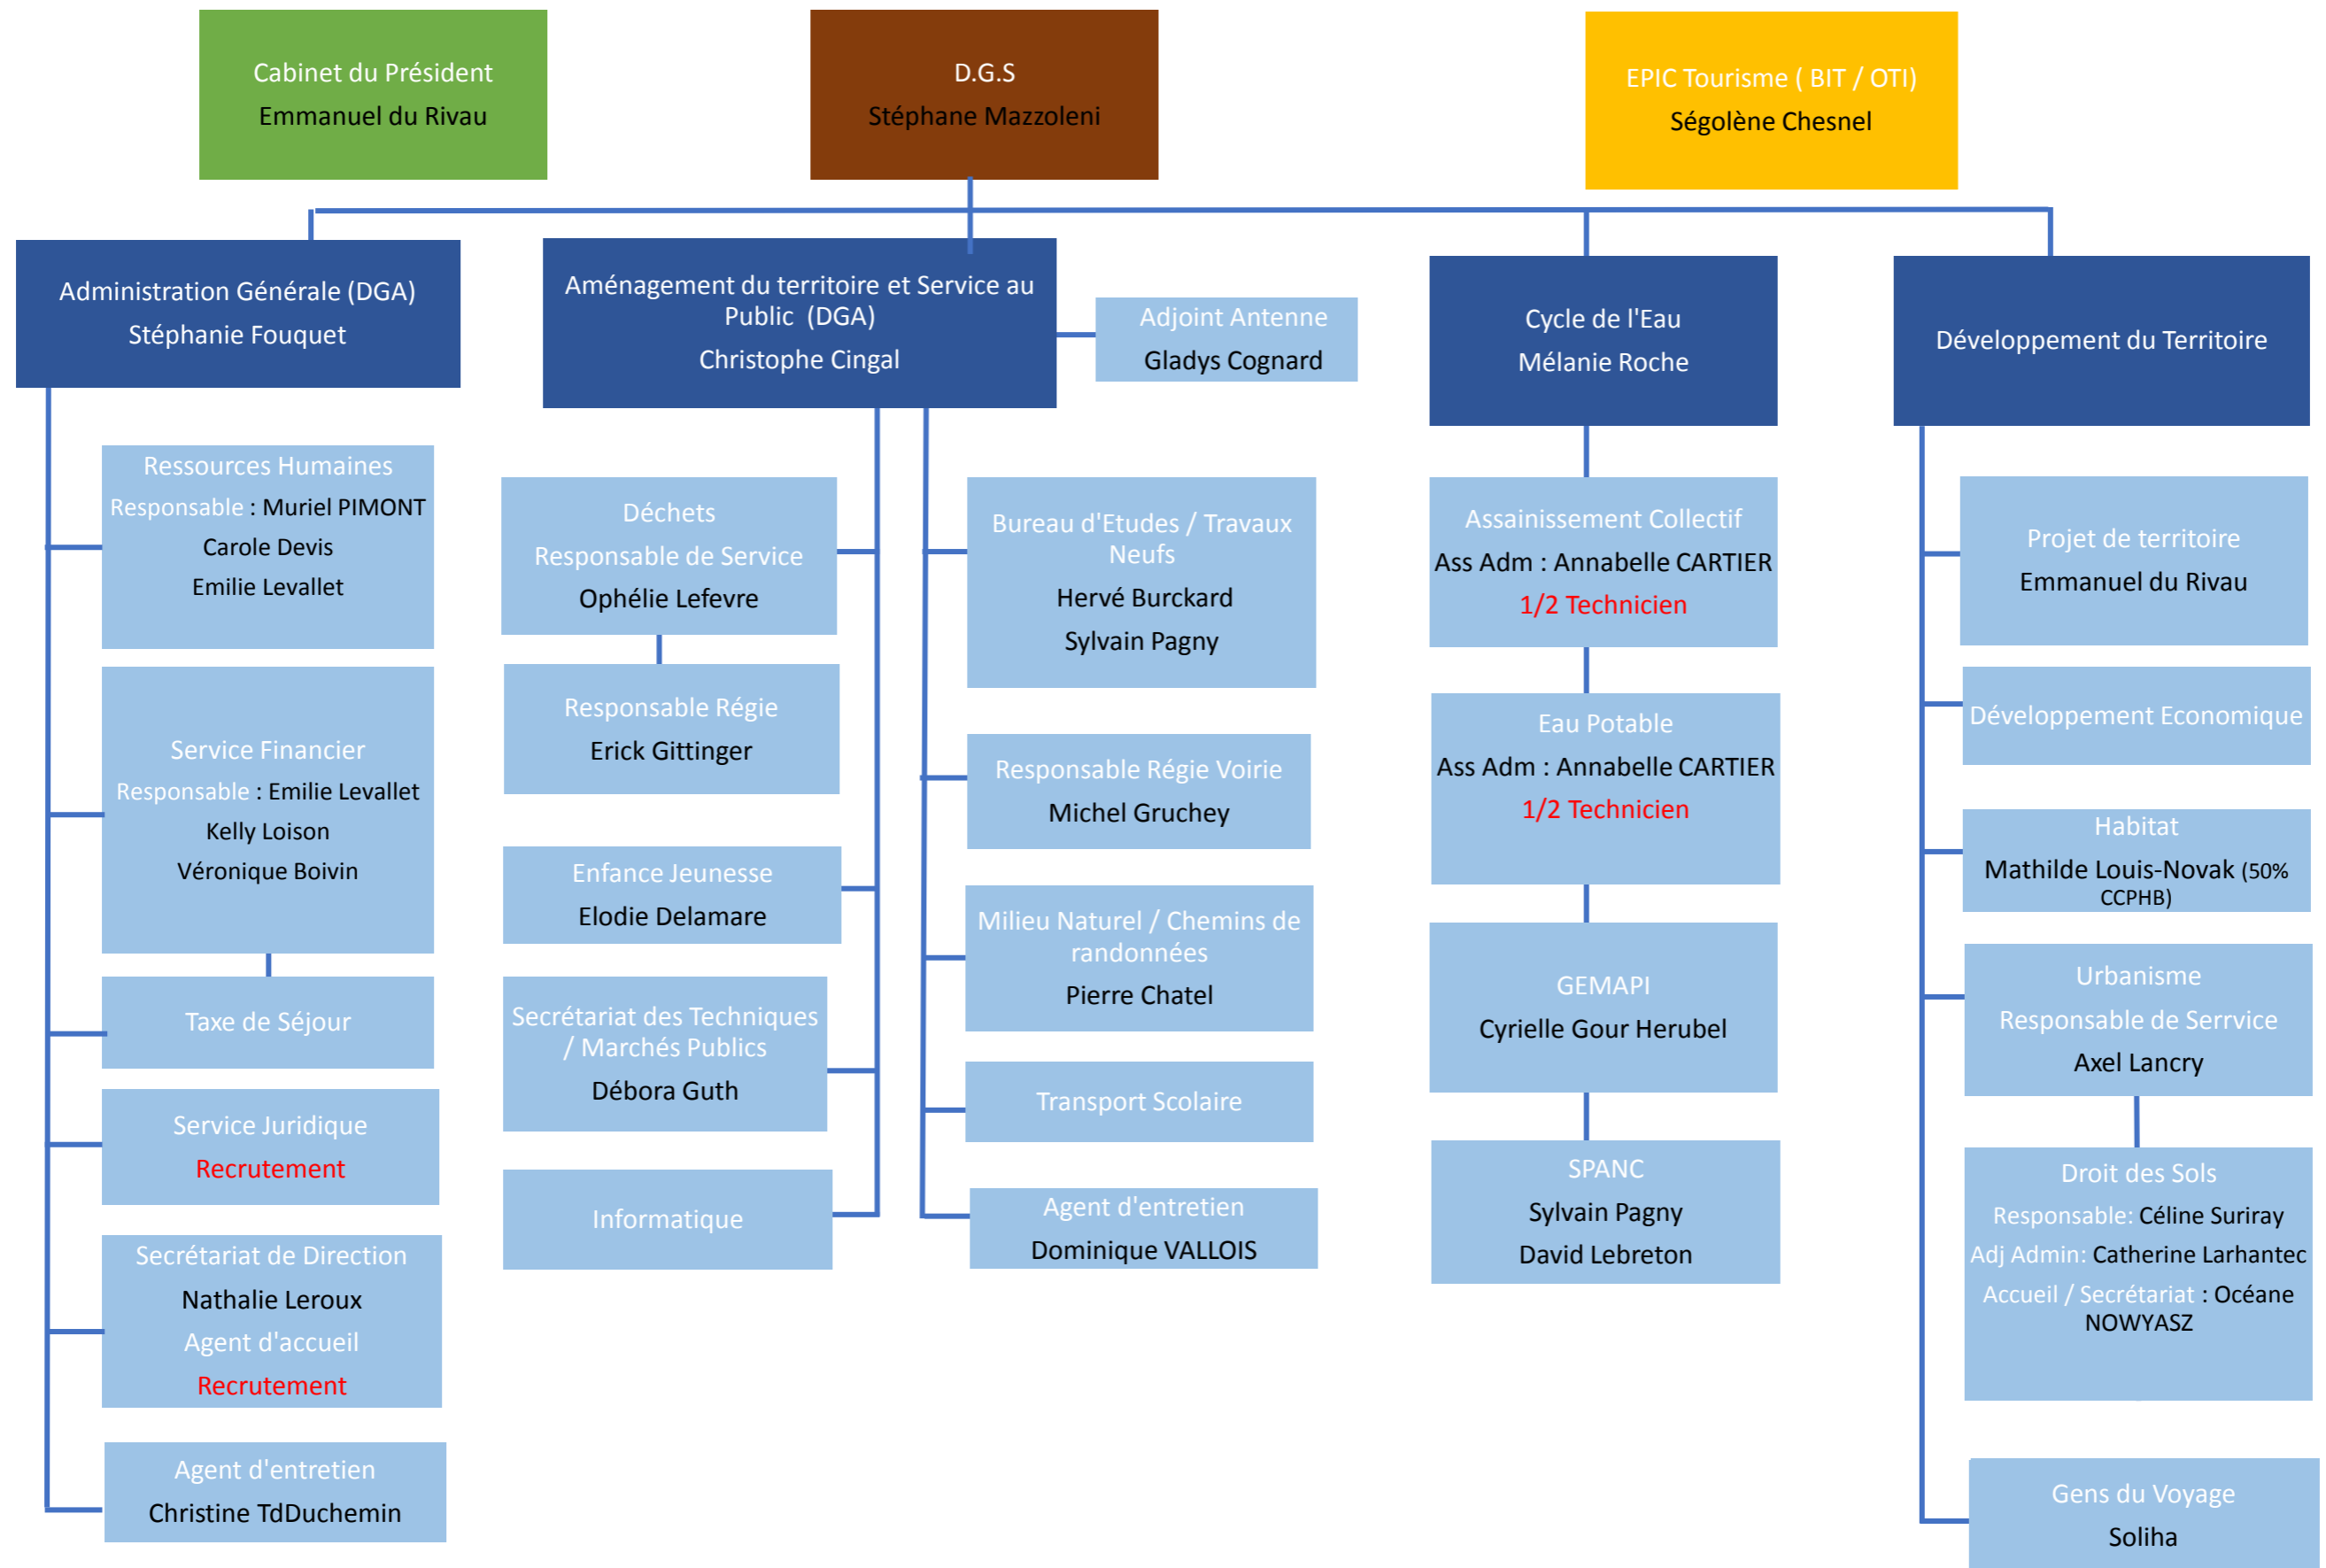 Cabinet du Président
Emmanuel du Rivau
D.G.S
Stéphane Mazzoleni
EPIC Tourisme ( BIT / OTI)
Ségolène Chesnel
Administration Générale (DGA)
Stéphanie Fouquet
Ressources Humaines
Responsable : Muriel PIMONT
Carole Devis
Emilie Levallet
Service Financier
Responsable : Emilie Levallet
Kelly Loison
Véronique Boivin
Taxe de Séjour
Service Juridique
Recrutement
Secrétariat de Direction
Nathalie Leroux
Agent d'accueil
Recrutement
Agent d'entretien
Christine TdDuchemin
Aménagement du territoire et Service au
Public (DGA)
Christophe Cingal
Adjoint Antenne
Gladys Cognard
Déchets
Responsable de Service
Ophélie Lefevre
Responsable Régie
Erick Gittinger
Enfance Jeunesse
Elodie Delamare
Secrétariat des Techniques
/ Marchés Publics
Débora Guth
Informatique
Bureau d'Etudes / Travaux
Neufs
Hervé Burckard
Sylvain Pagny
Responsable Régie Voirie
Michel Gruchey
Milieu Naturel / Chemins de
randonnées
Pierre Chatel
Transport Scolaire
Agent d'entretien
Dominique VALLOIS
Cycle de l'Eau
Mélanie Roche
Assainissement Collectif
Ass Adm : Annabelle CARTIER
1/2 Technicien
Eau Potable
Ass Adm : Annabelle CARTIER
1/2 Technicien
GEMAPI
Cyrielle Gour Herubel
SPANC
Sylvain Pagny
David Lebreton
Développement du Territoire
Projet de territoire
Emmanuel du Rivau
Développement Economique
Habitat
Mathilde Louis-Novak (50%
CCPHB)
Urbanisme
Responsable de Serrvice
Axel Lancry
Droit des Sols
Responsable: Céline Suriray
Adj Admin: Catherine Larhantec
Accueil / Secrétariat : Océane
NOWYASZ
Gens du Voyage
Soliha